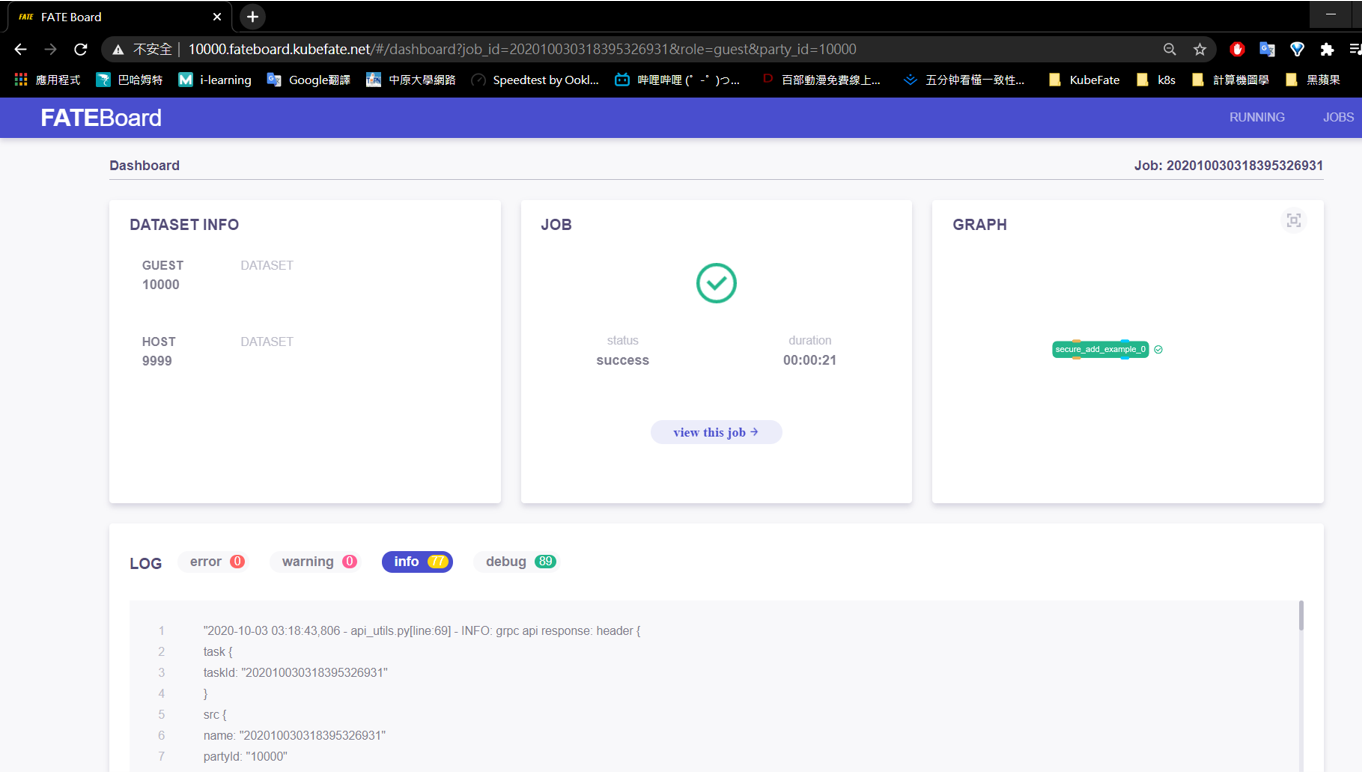 FATE FATE Board
不安全 10000.fateboard.kubefate.net/#/dashboard?job_id=202010030318395326931&role=guest&party_id=10000
應用程式 巴哈姆特 i-learning Google翻譯 中原大學網路 Speedtest by Ookl... 嗶哩嗶哩 (゜-゜)つ... D 百部動漫免費線上... 五分钟看懂一致性... KubeFate k8s 計算機圖學 黑蘋果
FATEBoard RUNNING JOBS
Dashboard Job: 202010030318395326931
DATASET INFO JOB GRAPH
GUEST DATASET
10000
HOST DATASET
9999
status duration
success 00:00:21
view this job →
secure_add_example_0
LOG error 0 warning 0 info 77 debug 89
1 "2020-10-03 03:18:43,806 - api_utils.py[line:69] - INFO: grpc api response: header {
2 task {
3 taskId: "202010030318395326931"
4 }
5 src {
6 name: "202010030318395326931"
7 partyId: "10000"